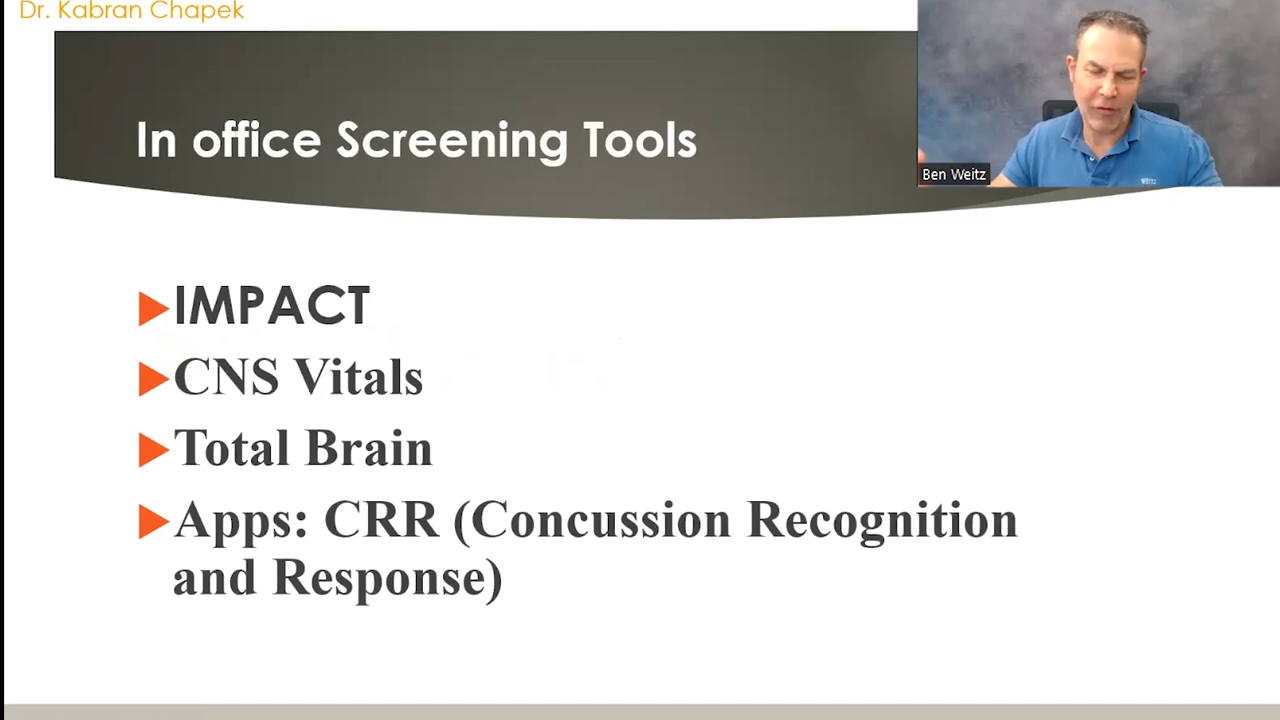 Dr. Kabran Chapek
In office Screening Tools
Ben Weitz
IMPACT
CNS Vitals
Total Brain
Apps: CRR (Concussion Recognition
and Response)